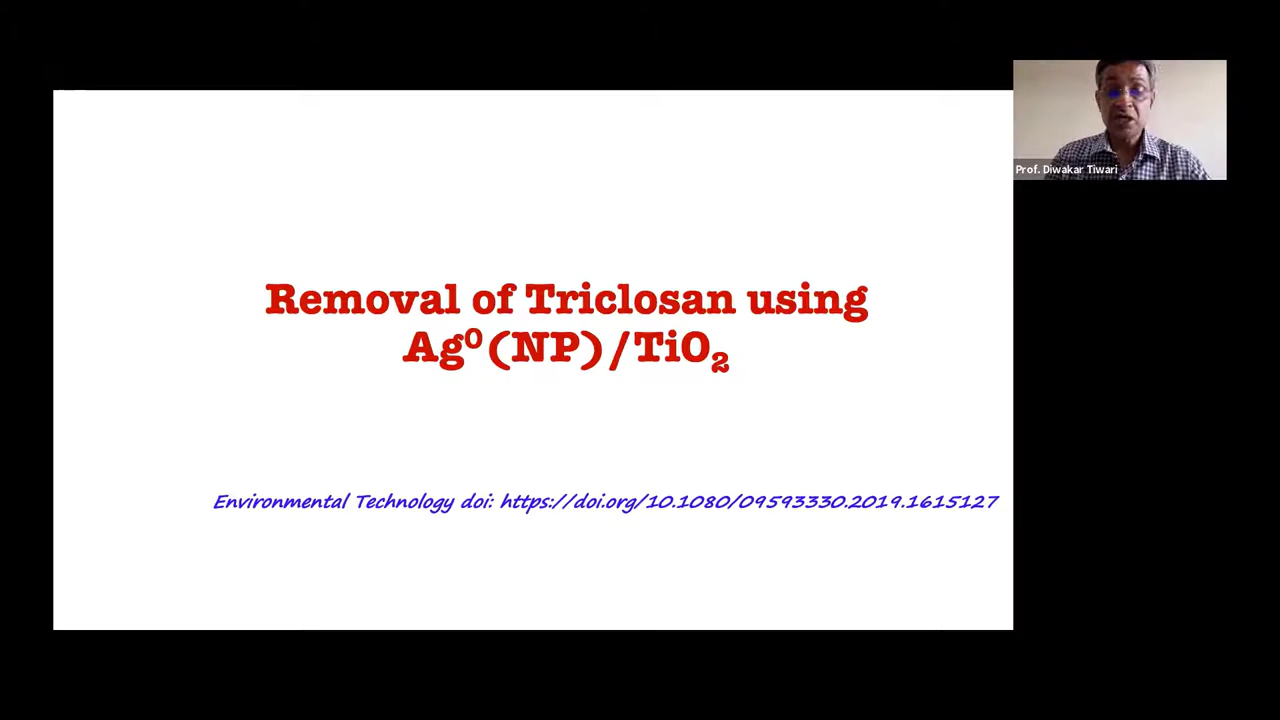 Prof. Diwakar Tiwari
Removal of Triclosan using
Ag⁰(NP)/TiO₂
Environmental Technology doi: https://doi.org/10.1080/09593330.2019.1615127